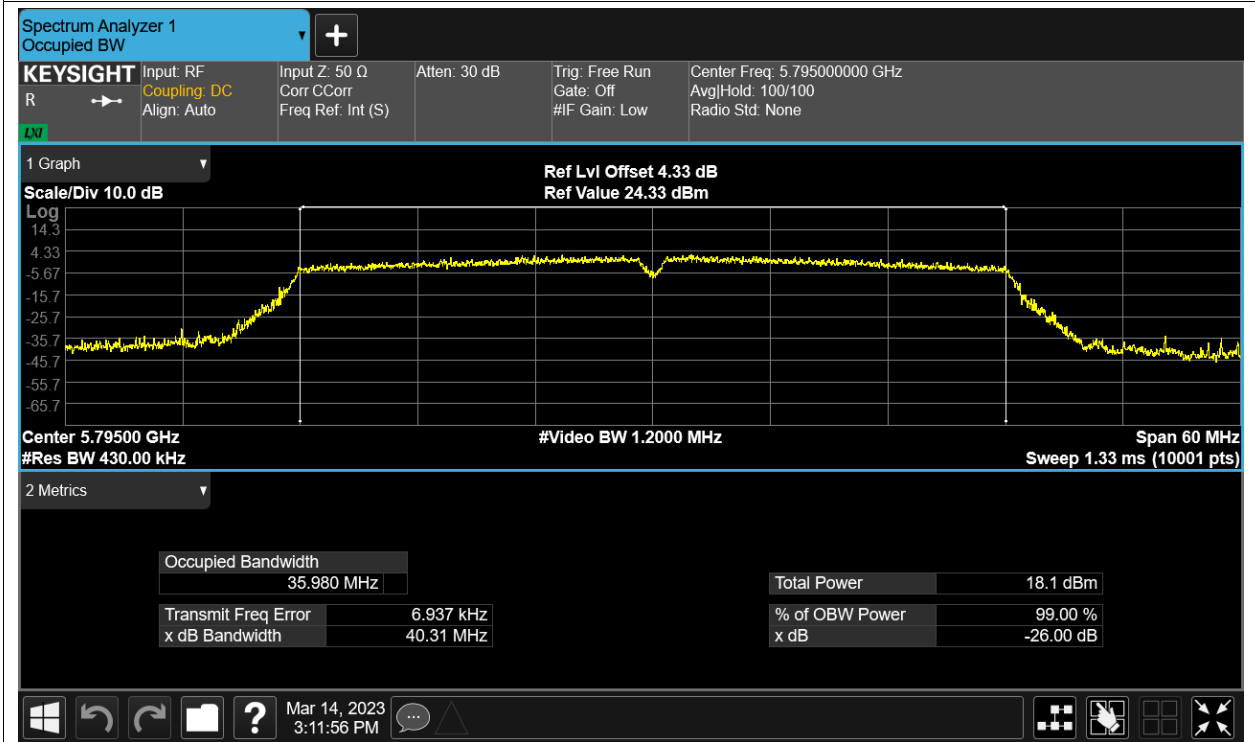 Spectrum Analyzer 1
Occupied BW
+
KEYSIGHT
R
LXI
Input: RF
Coupling: DC
Align: Auto
Input Z: 50 Ω
Corr CCorr
Freq Ref: Int (S)
Atten: 30 dB
Trig: Free Run
Gate: Off
#IF Gain: Low
Center Freq: 5.795000000 GHz
Avg|Hold: 100/100
Radio Std: None
1 Graph
Scale/Div 10.0 dB
Ref Lvl Offset 4.33 dB
Ref Value 24.33 dBm
Log
14.3
4.33
-5.67
-15.7
-25.7
-35.7
-45.7
-55.7
-65.7
Center 5.79500 GHz
#Video BW 1.2000 MHz
Span 60 MHz
#Res BW 430.00 kHz
Sweep 1.33 ms (10001 pts)
2 Metrics
Occupied Bandwidth
35.980 MHz
Transmit Freq Error 6.937 kHz
x dB Bandwidth 40.31 MHz
Total Power 18.1 dBm
% of OBW Power 99.00 %
x dB -26.00 dB
?
Mar 14, 2023
3:11:56 PM